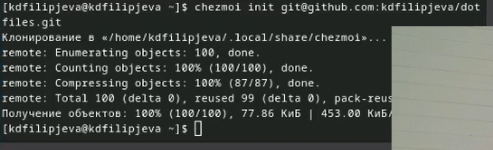 [kdfilipjeva@kdfilipjeva ~]$ chezmoi init git@github.com:kdfilipjeva/dot
files.git
Клонирование в «/home/kdfilipjeva/.local/share/chezmoi»...
remote: Enumerating objects: 100, done.
remote: Counting objects: 100% (100/100), done.
remote: Compressing objects: 100% (87/87), done.
remote: Total 100 (delta 0), reused 99 (delta 0), pack-reus
Получение объектов: 100% (100/100), 77.86 КиБ | 453.00 КиБ/
[kdfilipjeva@kdfilipjeva ~]$